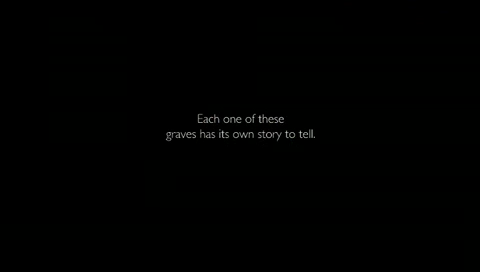 Each one of these
graves has its own story to tell.